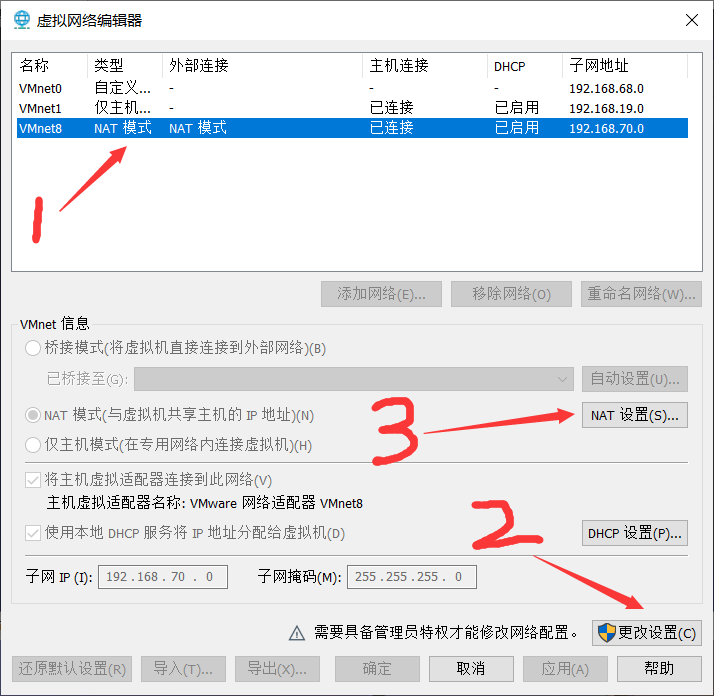 虚拟网络编辑器
名称 类型 外部连接 主机连接 DHCP 子网地址
VMnet0 自定义... - - - 192.168.68.0
VMnet1 仅主机... - 已连接 已启用 192.168.19.0
VMnet8 NAT 模式 NAT 模式 已连接 已启用 192.168.70.0
1
添加网络(E)... 移除网络(O) 重命名网络(W)...
VMnet 信息
桥接模式(将虚拟机直接连接到外部网络)(B)
已桥接至(G): 自动设置(U)...
NAT 模式(与虚拟机共享主机的 IP 地址)(N) 3 NAT 设置(S)...
仅主机模式(在专用网络内连接虚拟机)(H)
将主机虚拟适配器连接到此网络(V)
主机虚拟适配器名称: VMware 网络适配器 VMnet8
使用本地 DHCP 服务将 IP 地址分配给虚拟机(D) 2 DHCP 设置(P)...
子网 IP (I): 192 . 168 . 70 . 0 子网掩码(M): 255 . 255 . 255 . 0
需要具备管理员特权才能修改网络配置。 更改设置(C)
还原默认设置(R) 导入(T)... 导出(X)... 确定 取消 应用(A) 帮助